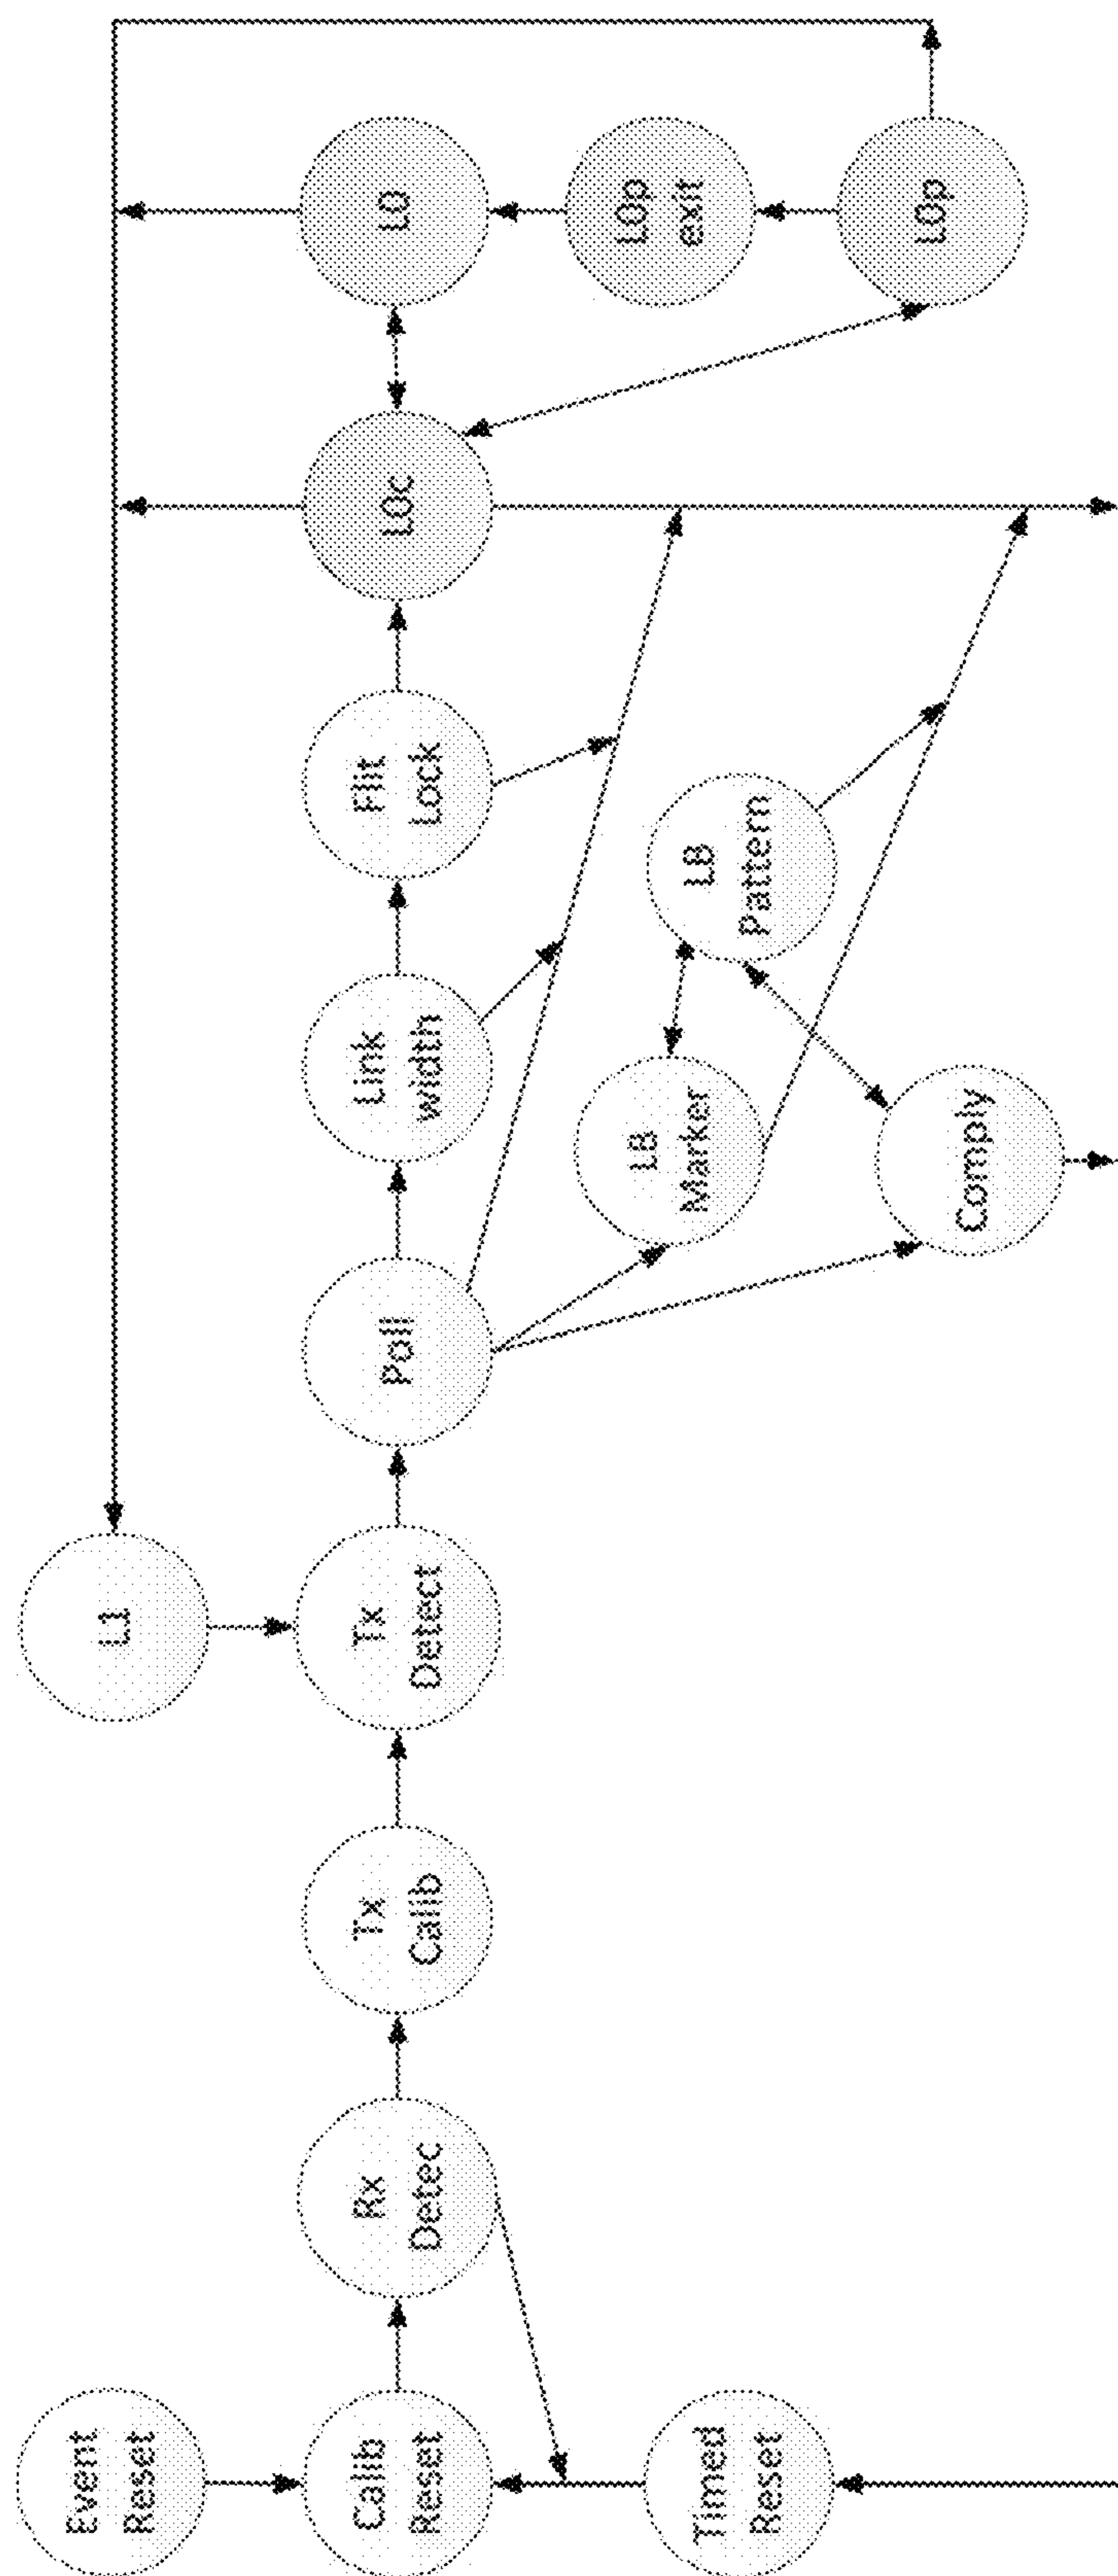 Event
Reset
Calib
Reset
Timed
Reset
Rx
Detec
Tx
Calib
L1
Tx
Detect
Poll
Link
width
LB
Marker
Comply
Flit
Lock
LB
Pattern
L0c
L0
L0p
exit
L0p